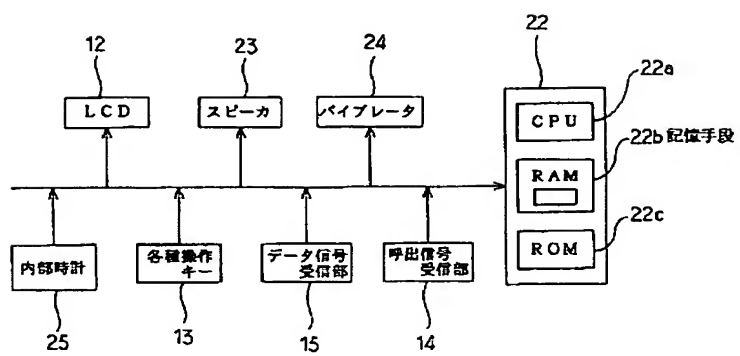 12
23
24
22
LCD
スピーカ
バイブレータ
22a
CPU
22b 記憶手段
RAM
22c
ROM
内部時計
各種操作
キー
データ信号
受信部
呼出信号
受信部
25
13
15
14